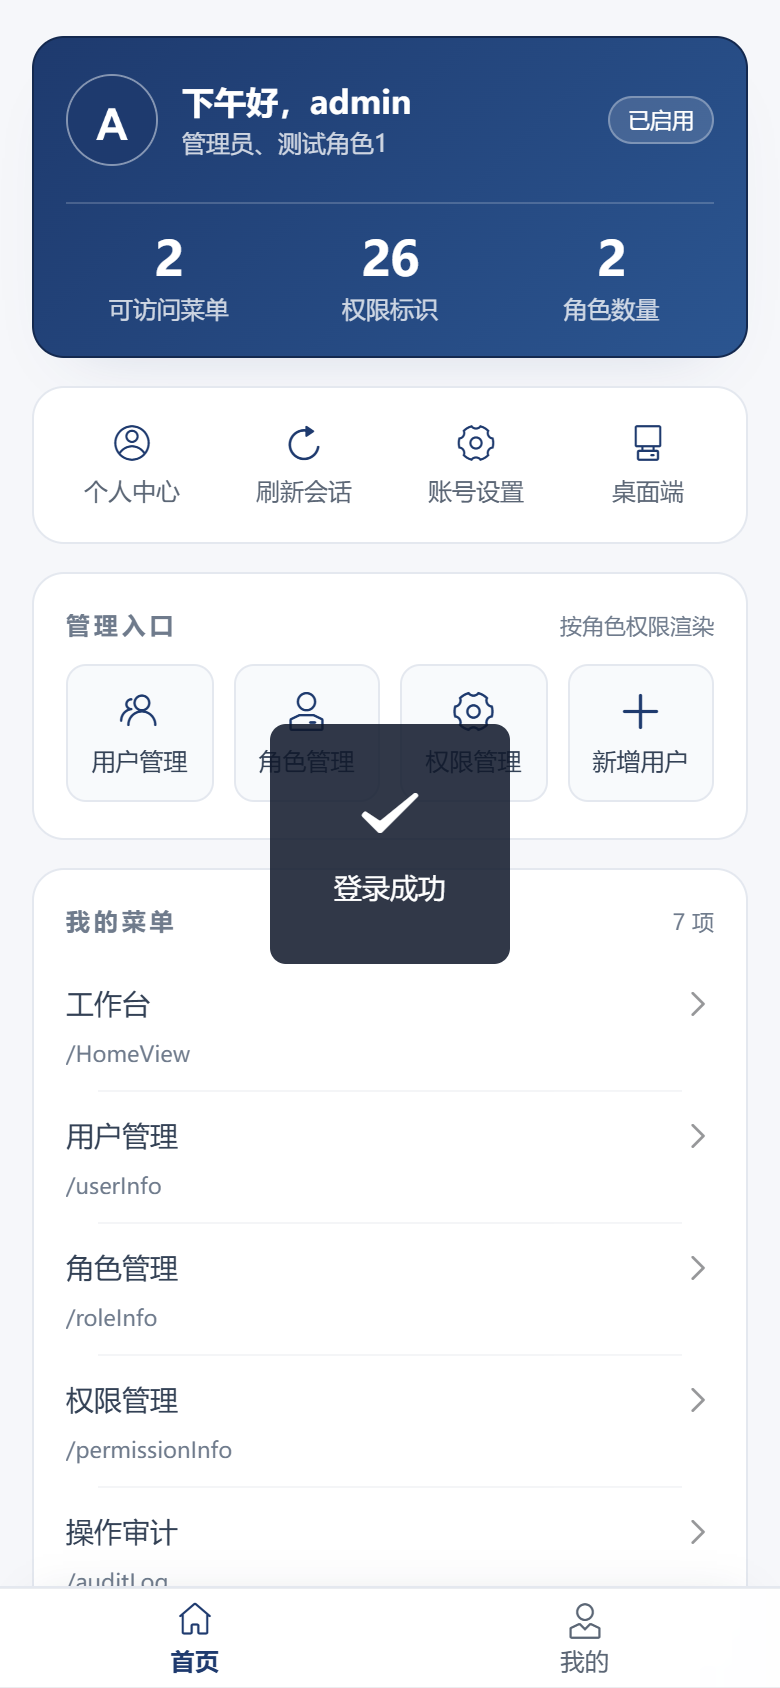 A
下午好，admin
管理员、测试角色1
已启用
2
26
2
可访问菜单
权限标识
角色数量
个人中心
刷新会话
账号设置
桌面端
管理入口
按角色权限渲染
用户管理
角色管理
权限管理
新增用户
登录成功
我的菜单
7 项
工作台
/HomeView
用户管理
/userInfo
角色管理
/roleInfo
权限管理
/permissionInfo
操作审计
/auditLog
首页
我的